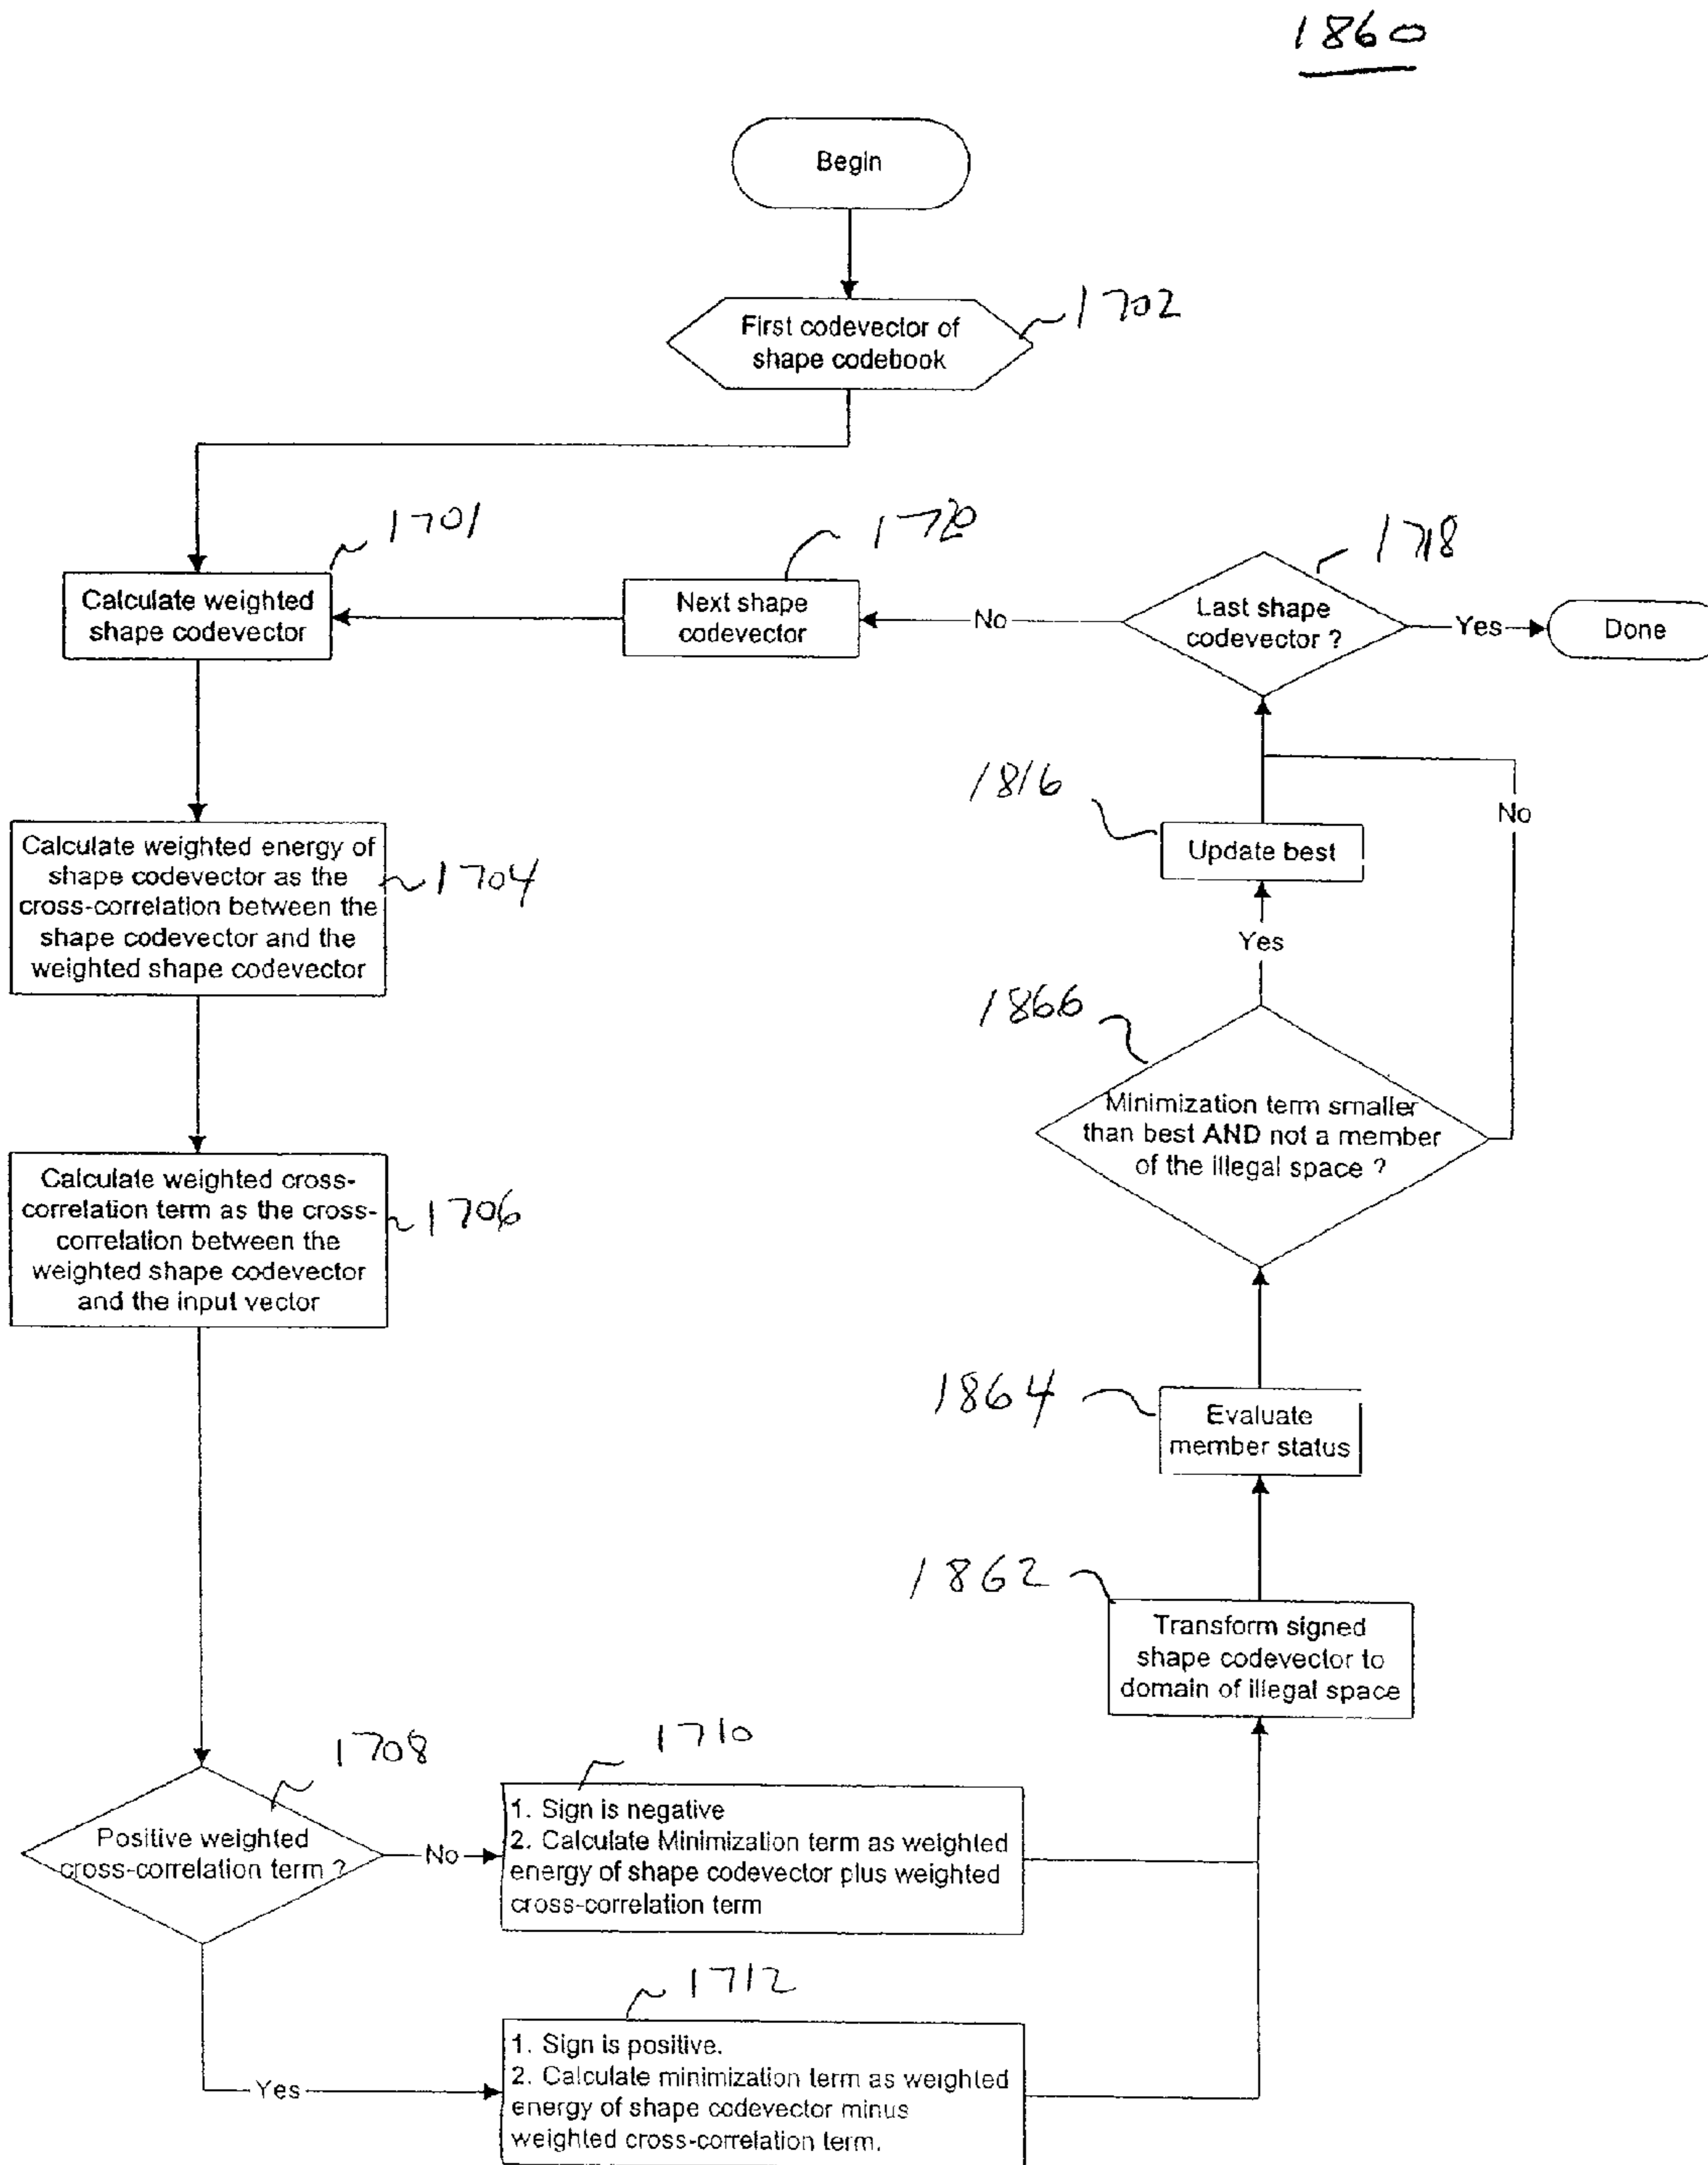 1860
Begin
First codevector of
shape codebook
1702
1701
Calculate weighted
shape codevector
1720
Next shape
codevector
No
1718
Last shape
codevector ?
Yes
Done
1816
Update best
No
Yes
Calculate weighted energy of
shape codevector as the
cross-correlation between the
shape codevector and the
weighted shape codevector
1704
1866
Minimization term smaller
than best AND not a member
of the illegal space ?
Calculate weighted cross-
correlation term as the cross-
correlation between the
weighted shape codevector
and the input vector
1706
1864
Evaluate
member status
1862
Transform signed
shape codevector to
domain of illegal space
1708
Positive weighted
cross-correlation term ?
No
1710
1. Sign is negative
2. Calculate Minimization term as weighted
energy of shape codevector plus weighted
cross-correlation term
Yes
1712
1. Sign is positive.
2. Calculate minimization term as weighted
energy of shape codevector minus
weighted cross-correlation term.